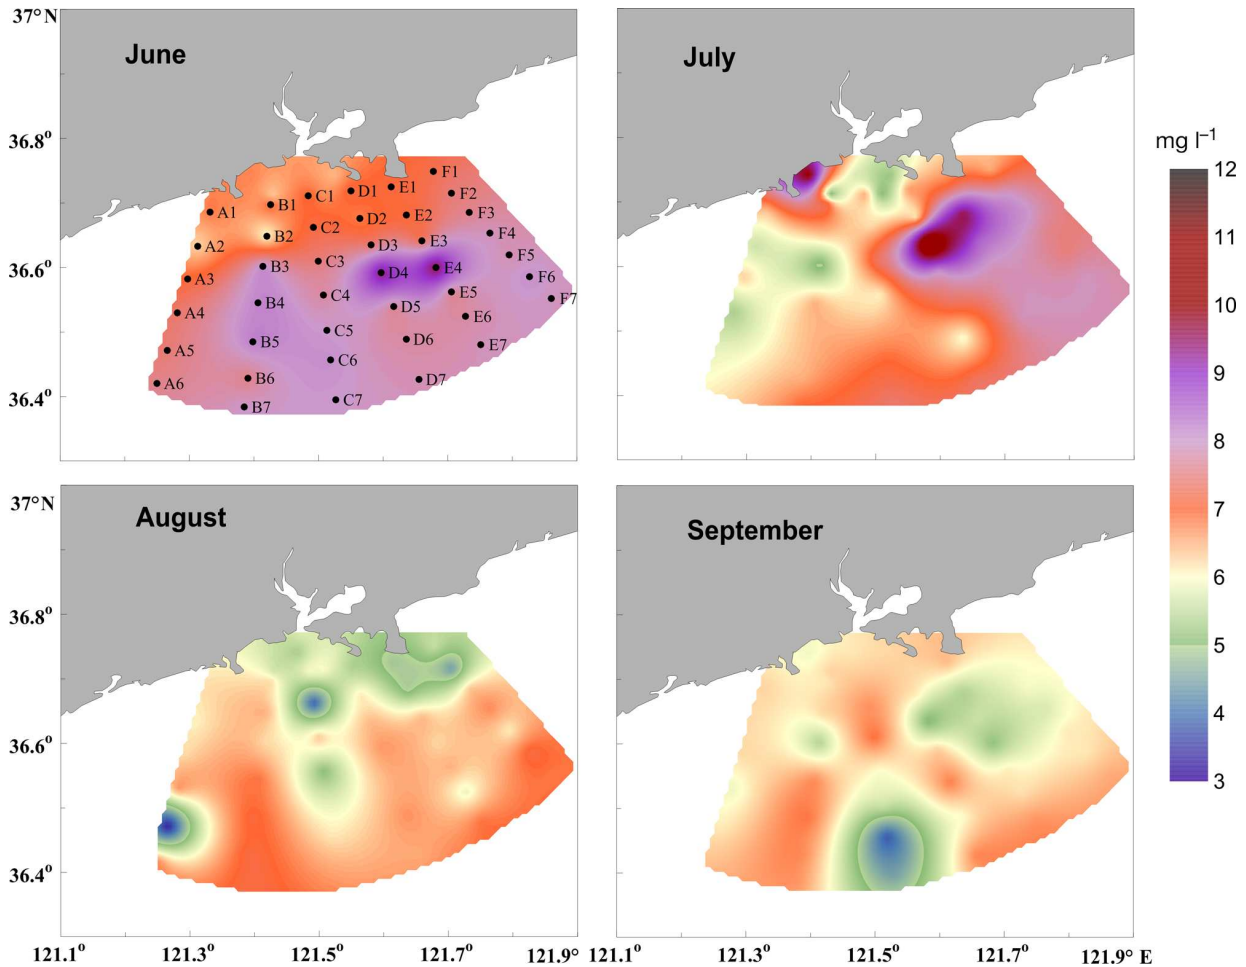 37° N
June
July
36.8°
36.6°
36.4°
A1 B1 C1 D1 E1 F1
A2 B2 C2 D2 E2 F2
A3 B3 C3 D3 E3 F3
A4 B4 C4 D4 E4 F4
A5 B5 C5 D5 E5 F5
A6 B6 C6 D6 E6 F6
B7 C7 D7 E7 F7
mg l⁻¹
12
11
10
9
8
7
6
5
4
3
37° N
August
September
36.8°
36.6°
36.4°
121.1° 121.3° 121.5° 121.7° 121.9°
121.1° 121.3° 121.5° 121.7° 121.9° E